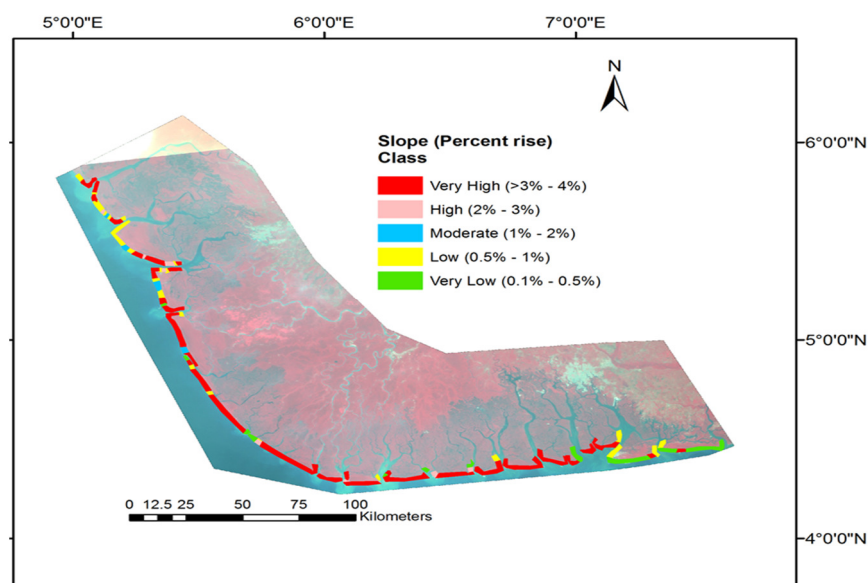 5°0'0"E 6°0'0"E 7°0'0"E
N
6°0'0"N
Slope (Percent rise)
Class
Very High (>3% - 4%)
High (2% - 3%)
Moderate (1% - 2%)
Low (0.5% - 1%)
Very Low (0.1% - 0.5%)
5°0'0"N
0 12.5 25 50 75 100
Kilometers
4°0'0"N